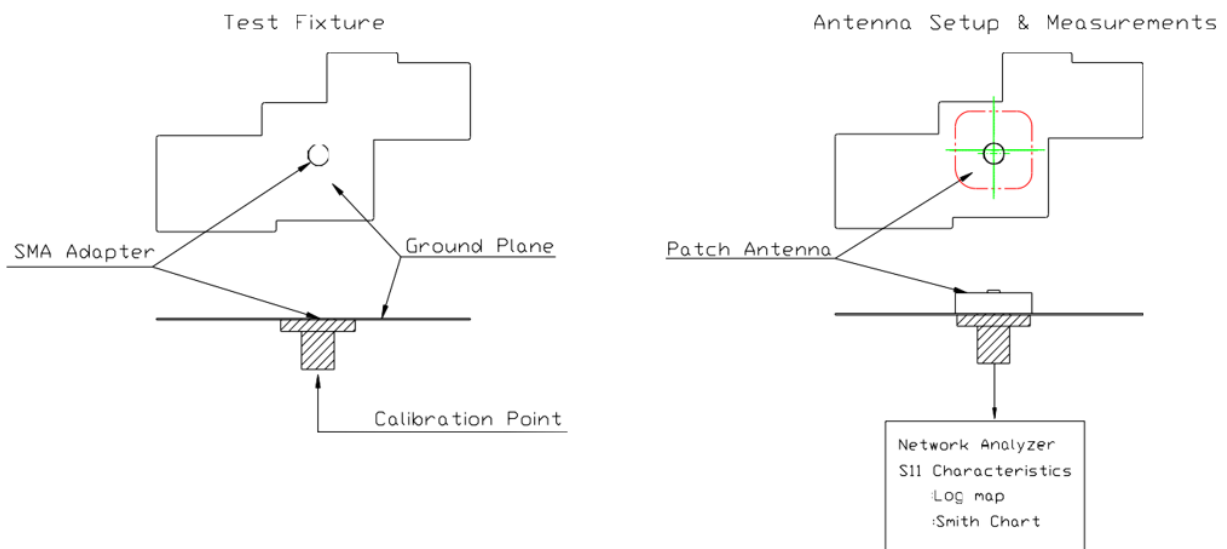 Test Fixture
SMA Adapter
Ground Plane
Calibration Point
Antenna Setup & Measurements
Patch Antenna
Network Analyzer
S11 Characteristics
:Log map
:Smith Chart